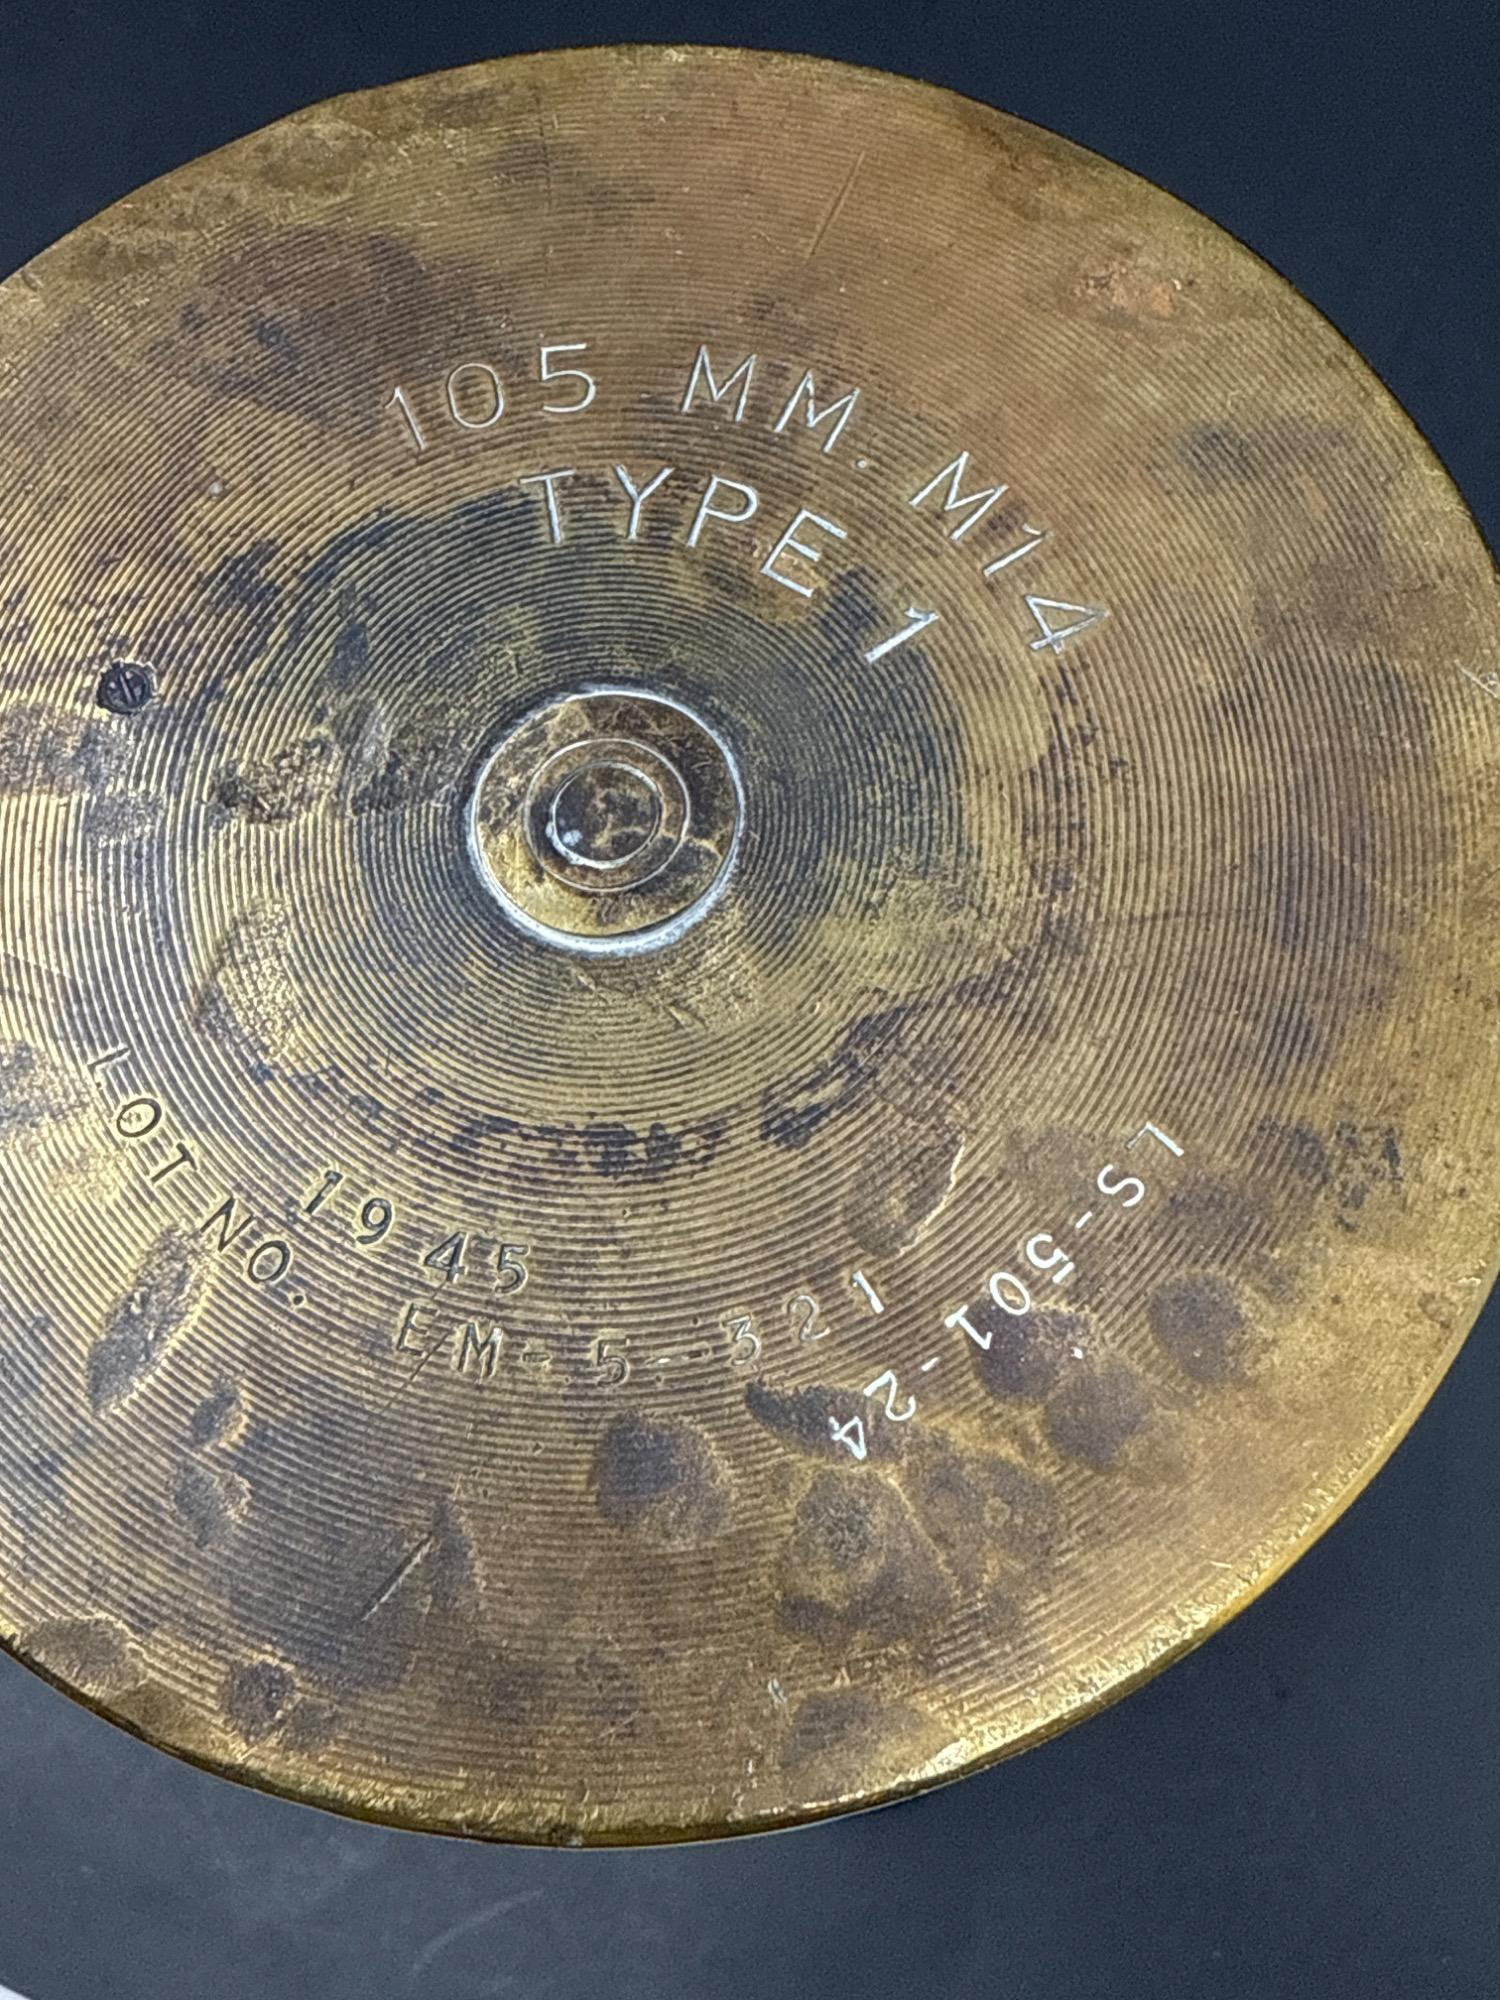 105 MM. M14
TYPE 1
1945
LOT NO. EM-5-321
LS-501-24